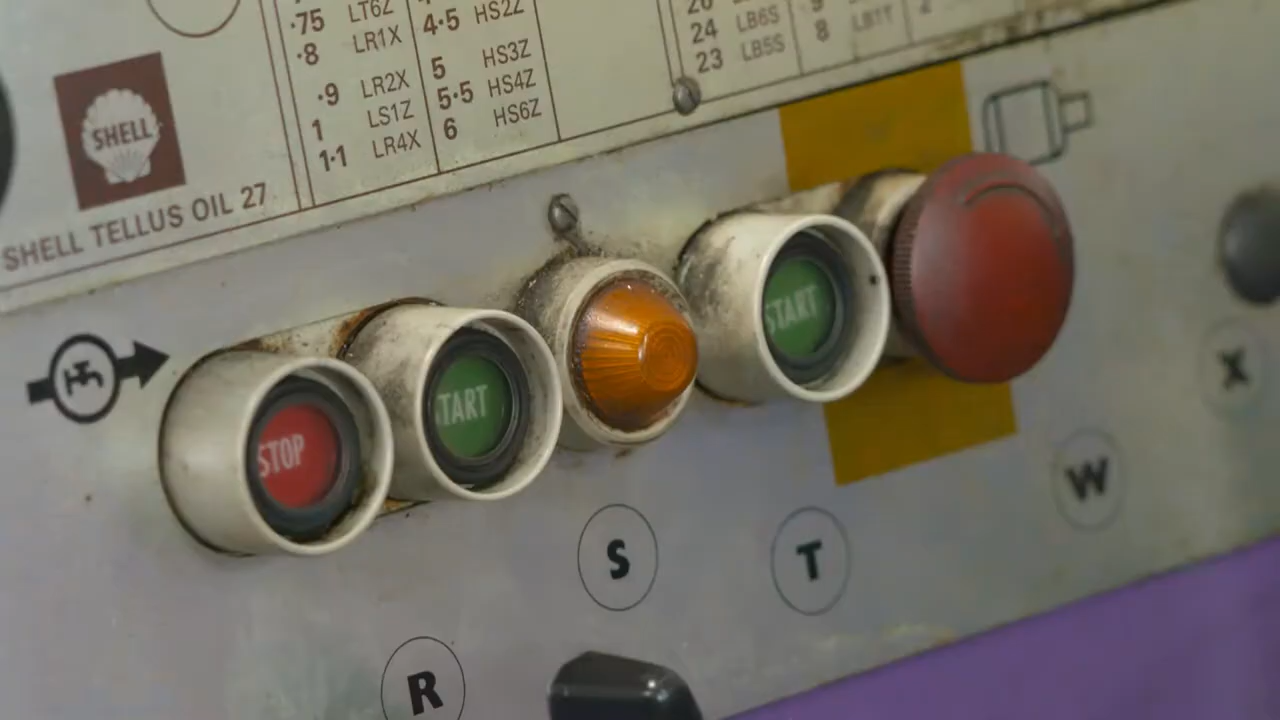 SHELL
SHELL TELLUS OIL 27
·75 LT6Z
·8 LR1X
·9 LR2X
1 LS1Z
1·1 LR4X
4·5 HS2Z
5 HS3Z
5·5 HS4Z
6 HS6Z
24 LB6S
23 LB5S
8 LB1T
STOP
START
START
R
S
T
W
X